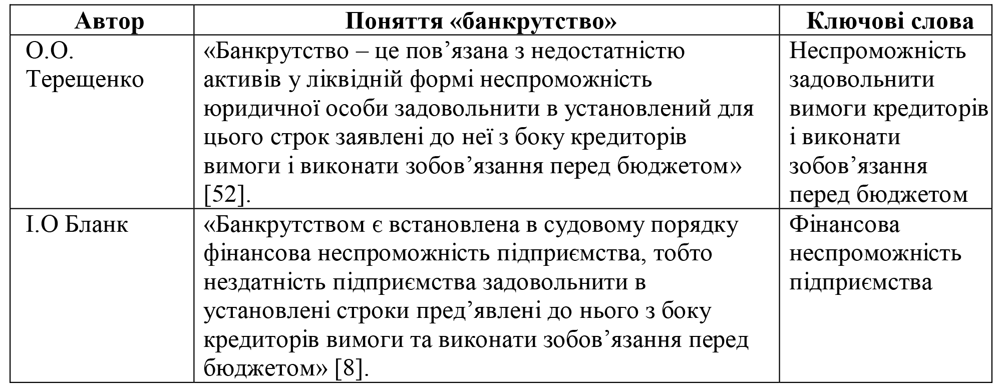 Автор
Поняття «банкрутство»
Ключові слова
О.О.
Терещенко
«Банкрутство – це пов’язана з недостатністю
активів у ліквідній формі неспроможність
юридичної особи задовольнити в установлений для
цього строк заявлені до неї з боку кредиторів
вимоги і виконати зобов’язання перед бюджетом»
[52].
Неспроможність
задовольнити
вимоги кредиторів
і виконати
зобов’язання
перед бюджетом
І.О Бланк
«Банкрутством є встановлена в судовому порядку
фінансова неспроможність підприємства, тобто
нездатність підприємства задовольнити в
установлені строки пред’явлені до нього з боку
кредиторів вимоги та виконати зобов’язання перед
бюджетом» [8].
Фінансова
неспроможність
підприємства